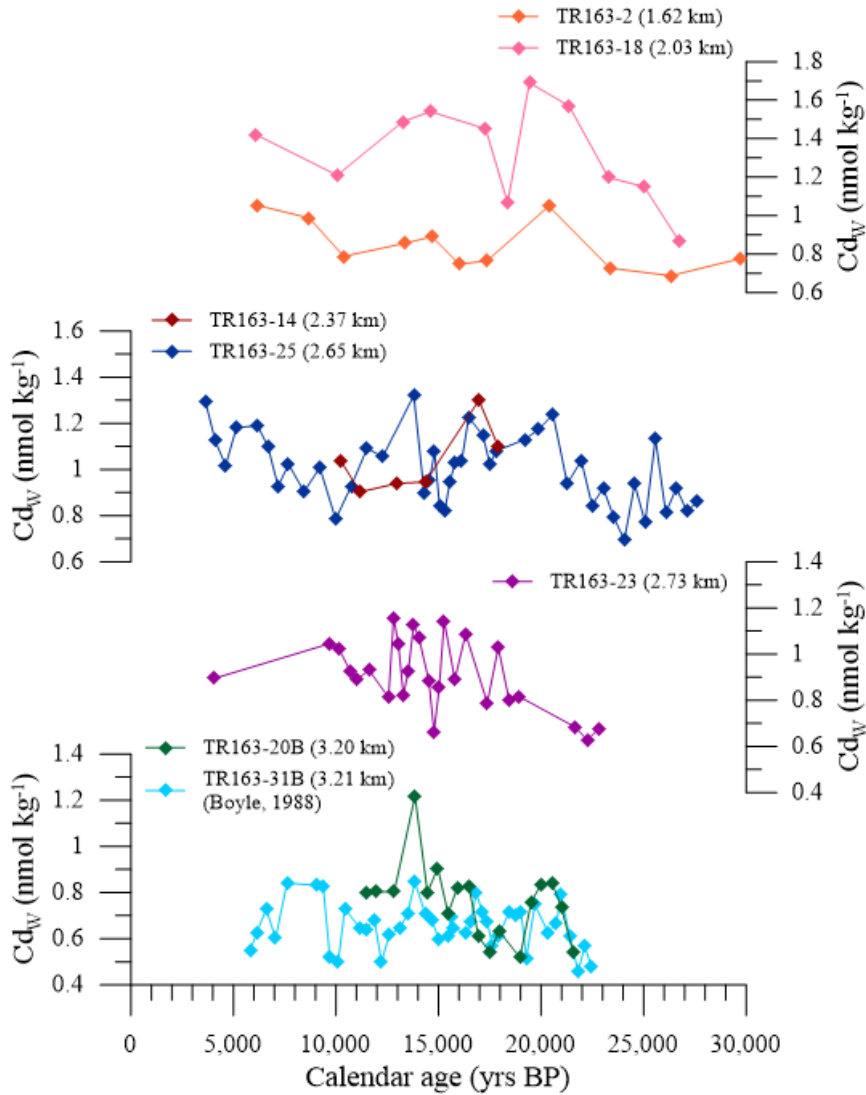 TR163-2 (1.62 km)
TR163-18 (2.03 km)
1.8
1.6
1.4
1.2
1
0.8
0.6
Cd_W (nmol kg⁻¹)
TR163-14 (2.37 km)
TR163-25 (2.65 km)
1.6
1.4
1.2
1
0.8
0.6
Cd_W (nmol kg⁻¹)
TR163-23 (2.73 km)
1.4
1.2
1
0.8
0.6
0.4
Cd_W (nmol kg⁻¹)
TR163-20B (3.20 km)
TR163-31B (3.21 km)
(Boyle, 1988)
1.4
1.2
1
0.8
0.6
0.4
Cd_W (nmol kg⁻¹)
0 5,000 10,000 15,000 20,000 25,000 30,000
Calendar age (yrs BP)